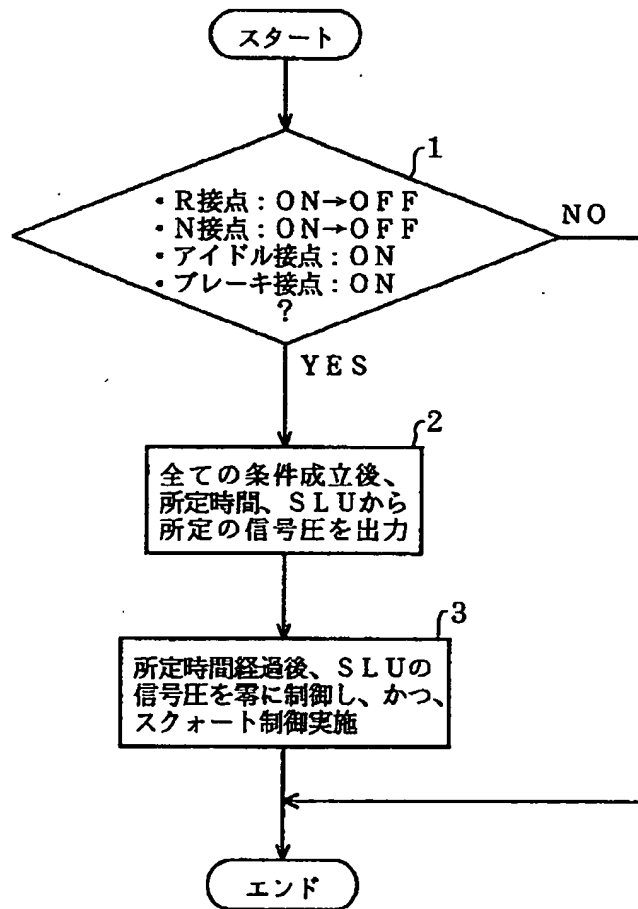 スタート
1
・R接点：ON→OFF
・N接点：ON→OFF
・アイドル接点：ON
・ブレーキ接点：ON
？
NO
YES
2
全ての条件成立後、
所定時間、SLUから
所定の信号圧を出力
3
所定時間経過後、SLUの
信号圧を零に制御し、かつ、
スクォート制御実施
エンド